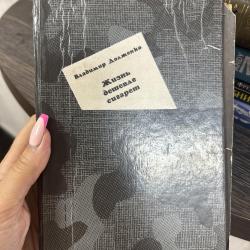 Владимир Долженко
Жизнь
дешевле
сигарет